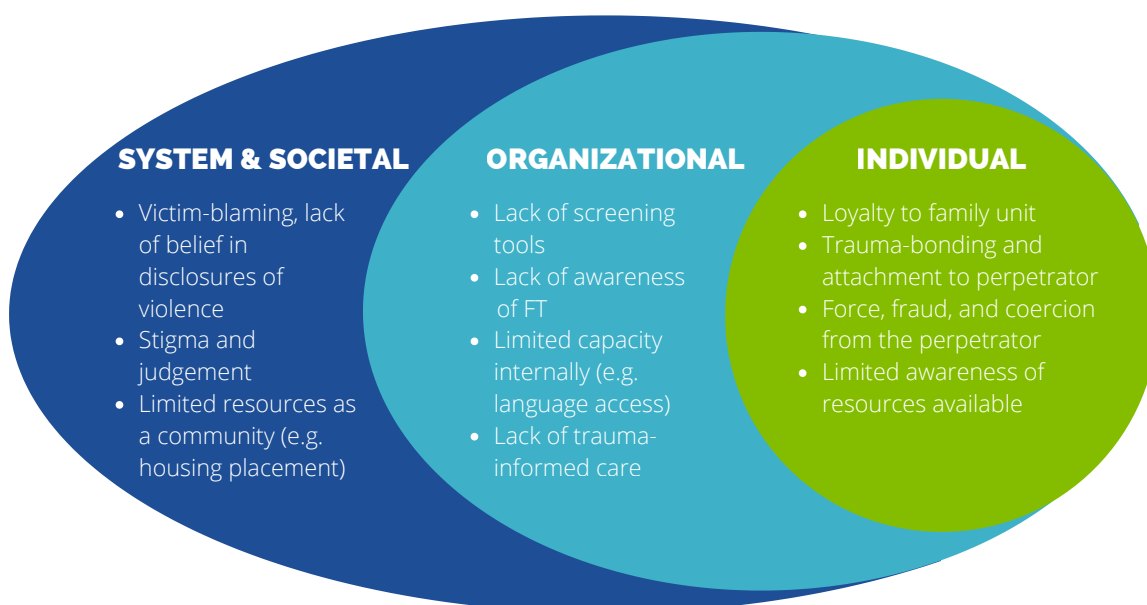 SYSTEM & SOCIETAL
• Victim-blaming, lack
of belief in
disclosures of
violence
• Stigma and
judgement
• Limited resources as
a community (e.g.
housing placement)
ORGANIZATIONAL
• Lack of screening
tools
• Lack of awareness
of FT
• Limited capacity
internally (e.g.
language access)
• Lack of trauma-
informed care
INDIVIDUAL
• Loyalty to family unit
• Trauma-bonding and
attachment to perpetrator
• Force, fraud, and coercion
from the perpetrator
• Limited awareness of
resources available